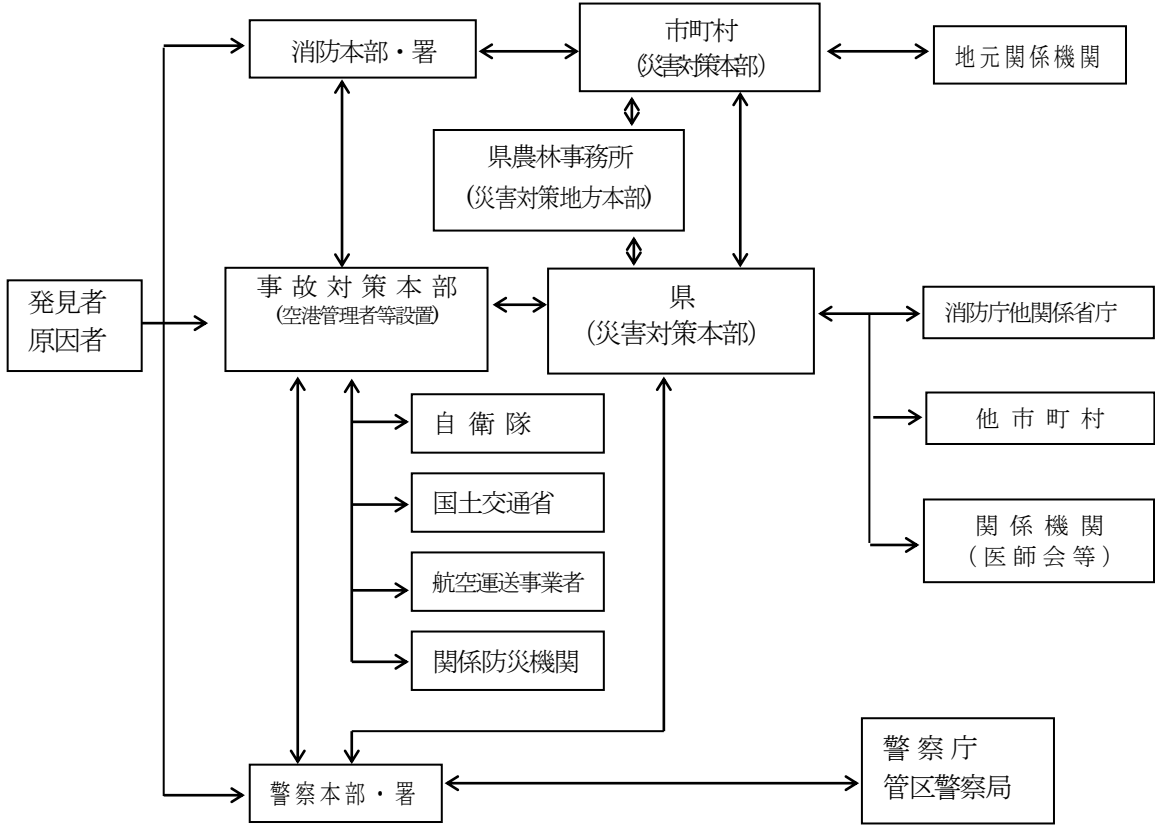 消防本部・署
市町村
(災害対策本部)
地元関係機関
県農林事務所
(災害対策地方本部)
発見者
原因者
事故対策本部
(空港管理者等設置)
県
(災害対策本部)
消防庁他関係省庁
自衛隊
他市町村
国土交通省
関係機関
(医師会等)
航空運送事業者
関係防災機関
警察本部・署
警察庁
管区警察局